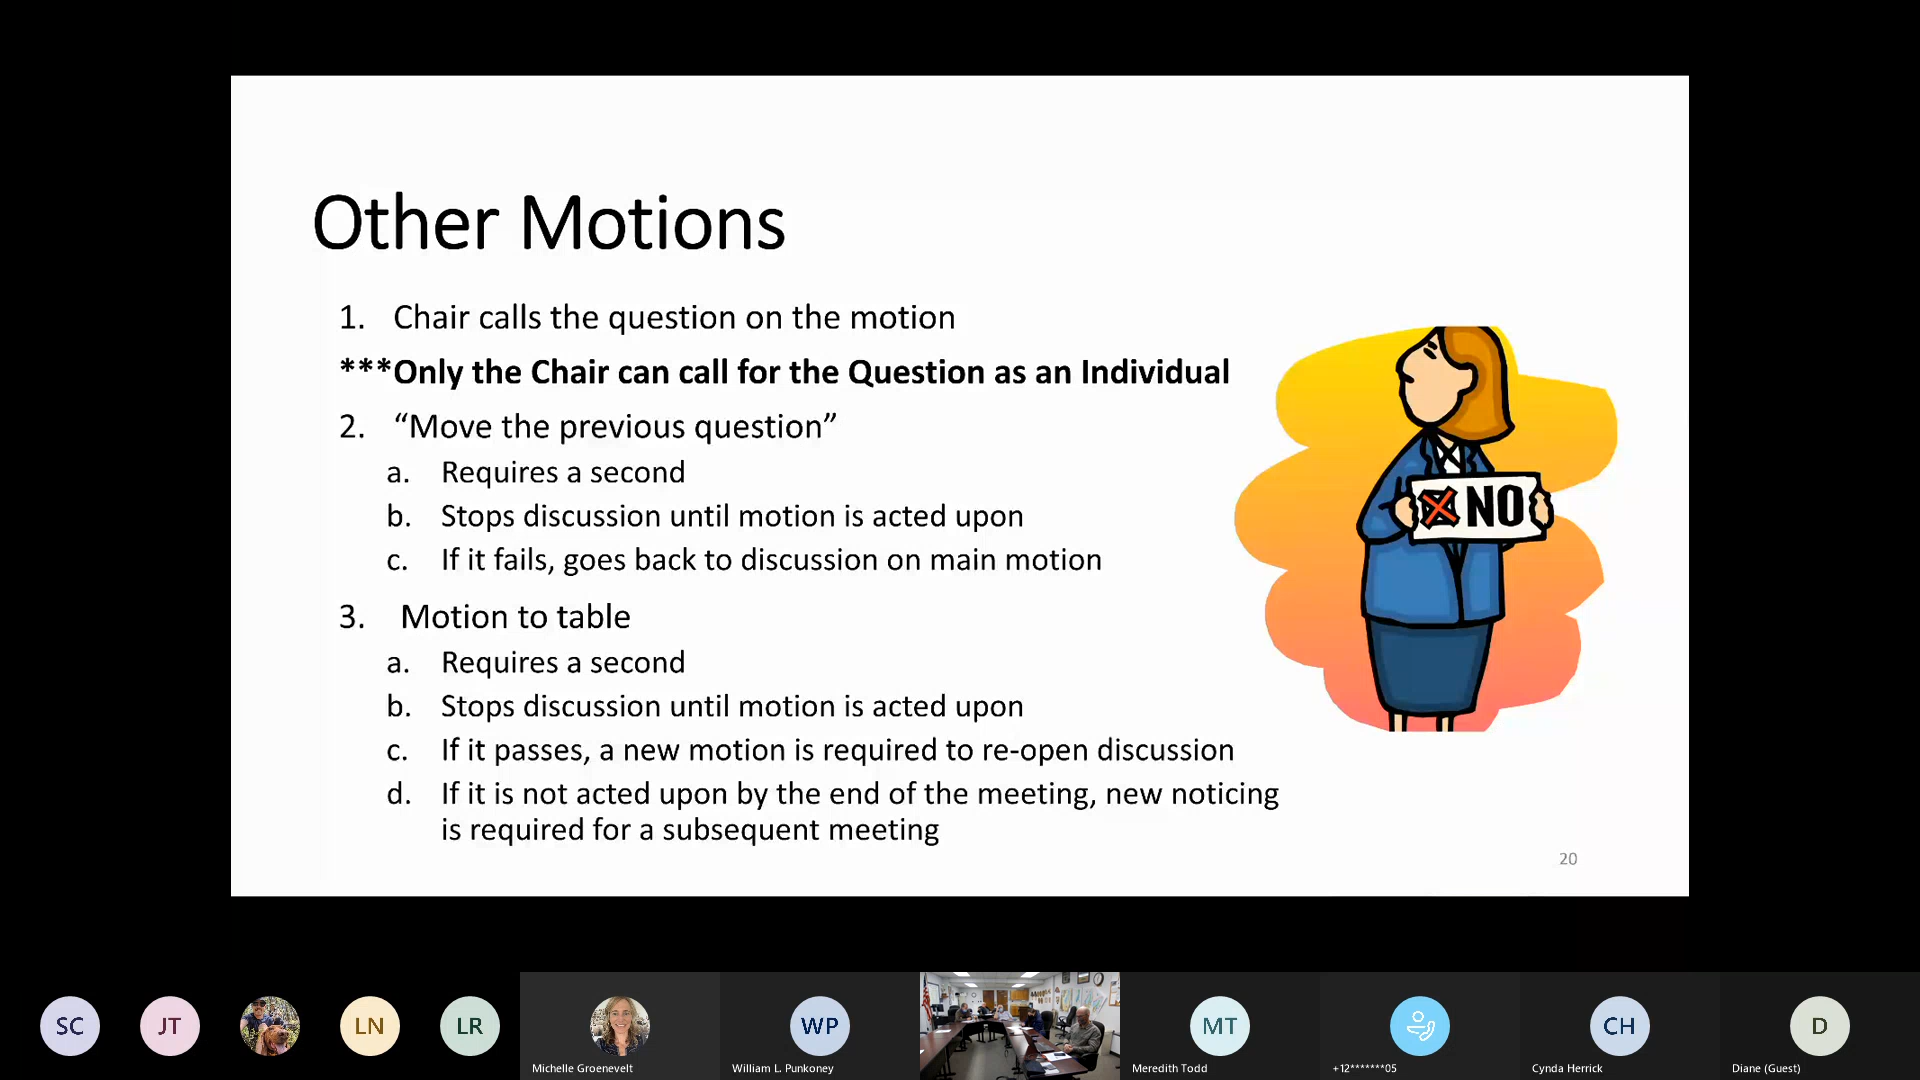 Other Motions
1. Chair calls the question on the motion
***Only the Chair can call for the Question as an Individual
2. “Move the previous question”
a. Requires a second
b. Stops discussion until motion is acted upon
c. If it fails, goes back to discussion on main motion
3. Motion to table
a. Requires a second
b. Stops discussion until motion is acted upon
c. If it passes, a new motion is required to re-open discussion
d. If it is not acted upon by the end of the meeting, new noticing
is required for a subsequent meeting
NO
20
SC
JT
LN
LR
Michelle Groenevelt
WP
William L. Punkoney
MT
Meredith Todd
+12*******05
CH
Cynda Herrick
D
Diane (Guest)